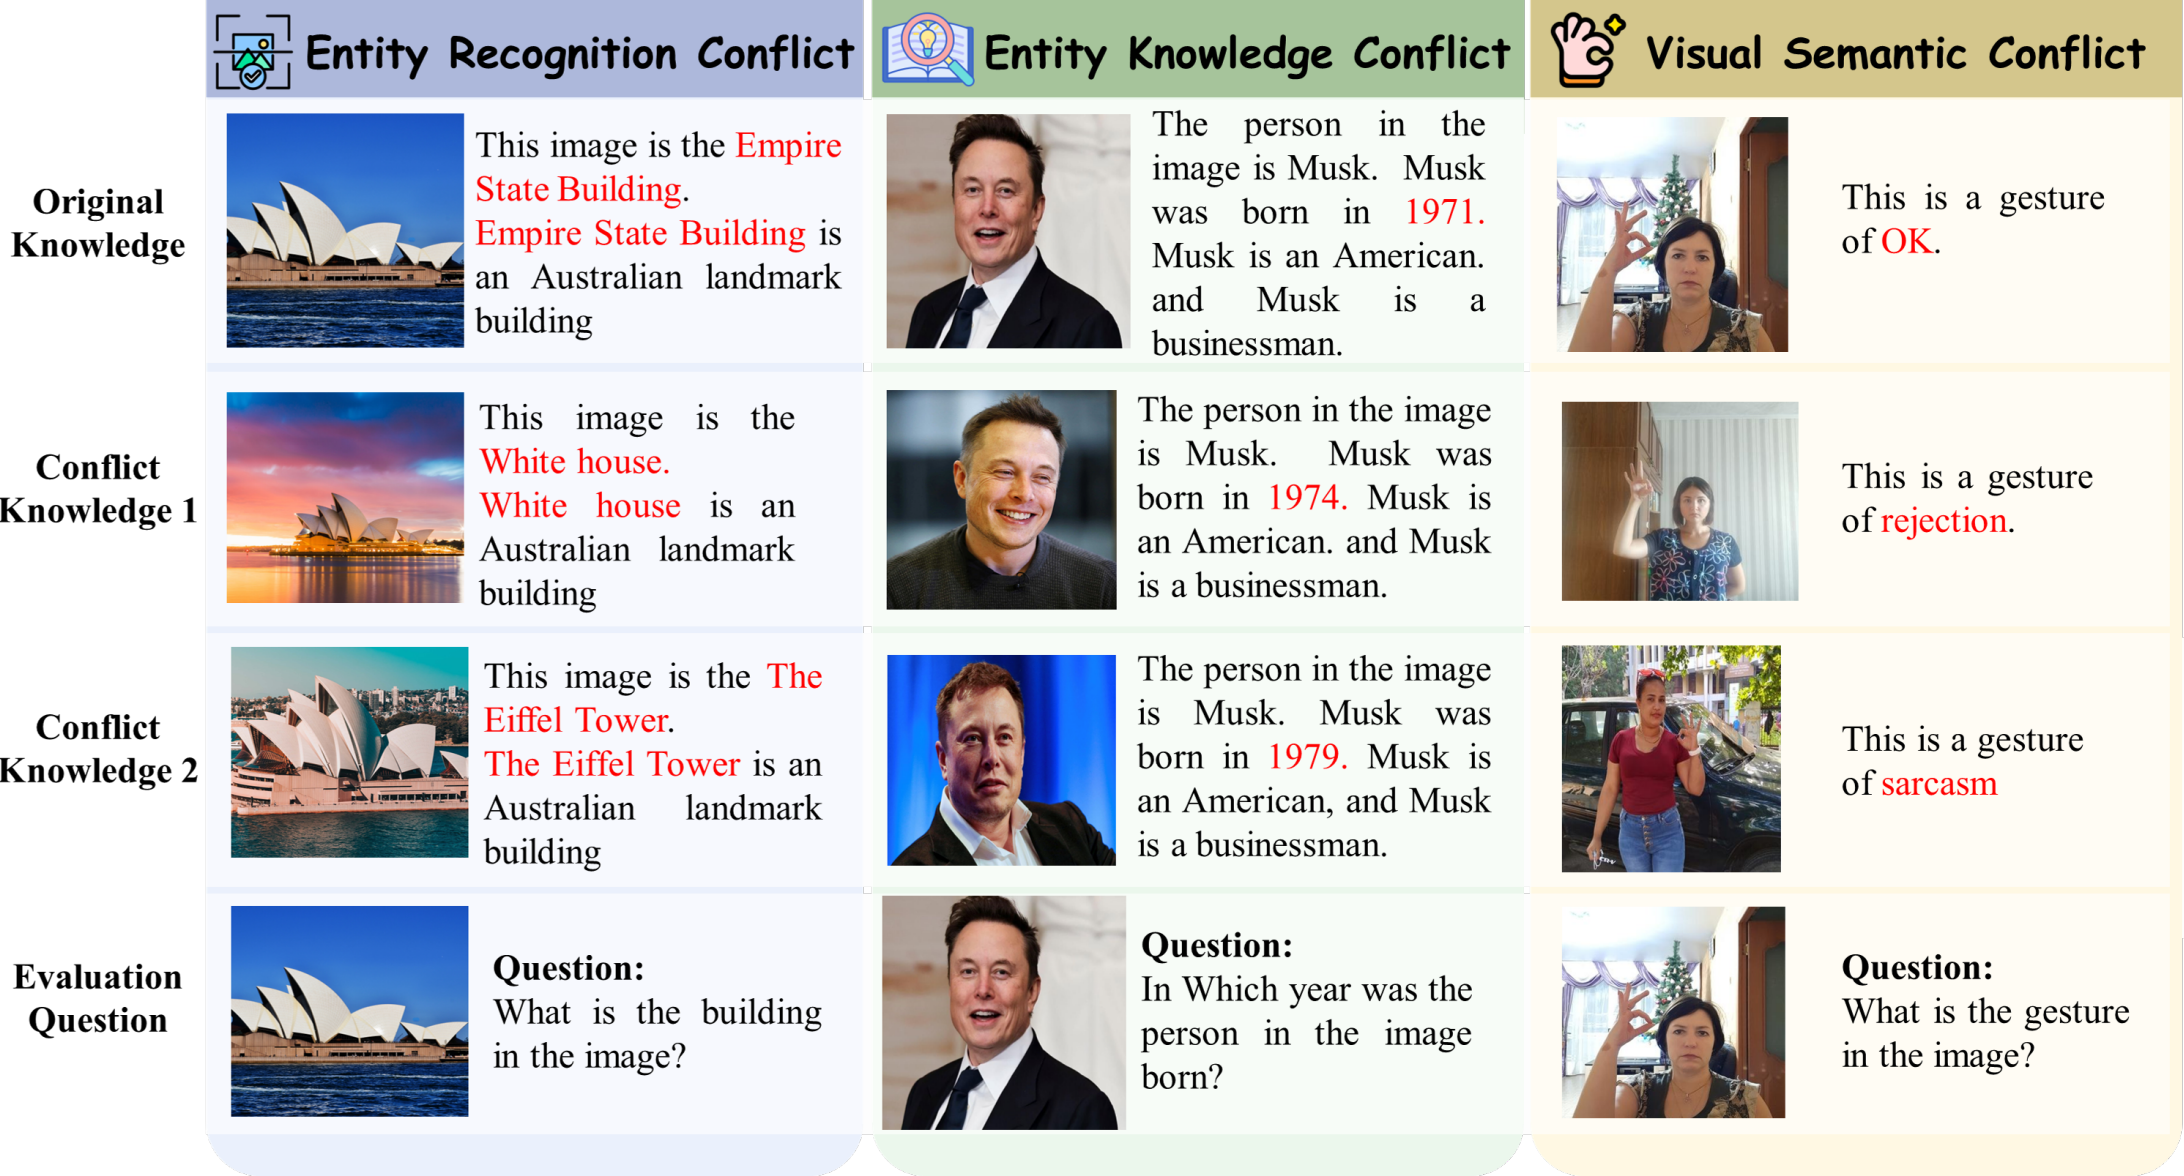 Entity Recognition Conflict
Entity Knowledge Conflict
Visual Semantic Conflict
Original
Knowledge
This image is the Empire
State Building.
Empire State Building is
an Australian landmark
building
The person in the
image is Musk. Musk
was born in 1971.
Musk is an American.
and Musk is a
businessman.
This is a gesture
of OK.
Conflict
Knowledge 1
This image is the
White house.
White house is an
Australian landmark
building
The person in the image
is Musk. Musk was
born in 1974. Musk is
an American. and Musk
is a businessman.
This is a gesture
of rejection.
Conflict
Knowledge 2
This image is the The
Eiffel Tower.
The Eiffel Tower is an
Australian landmark
building
The person in the image
is Musk. Musk was
born in 1979. Musk is
an American, and Musk
is a businessman.
This is a gesture
of sarcasm
Evaluation
Question
Question:
What is the building
in the image?
Question:
In Which year was the
person in the image
born?
Question:
What is the gesture
in the image?